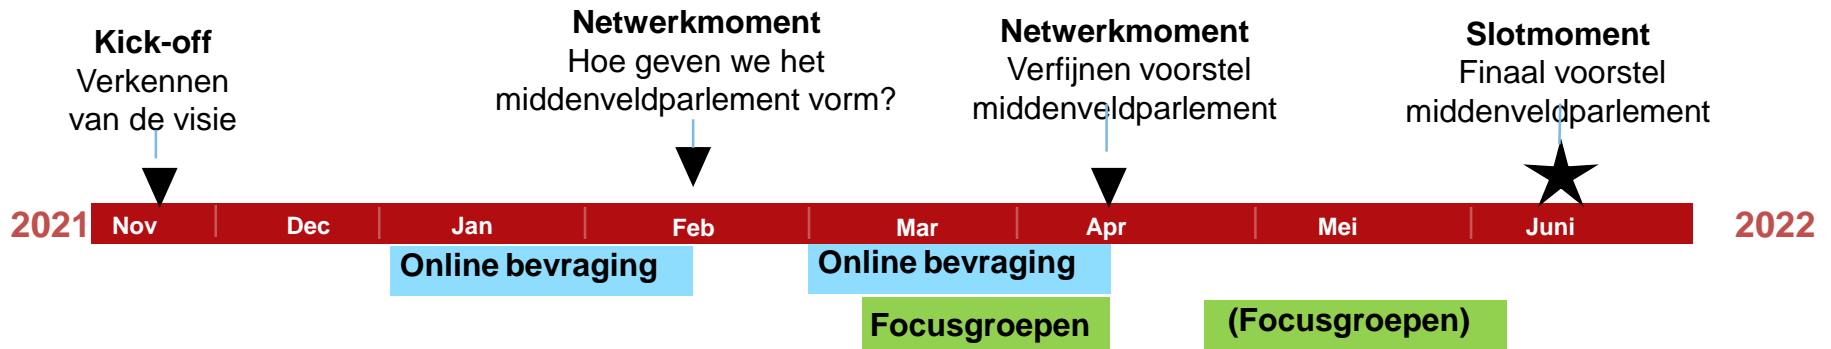 Kick-off
Verkennen
van de visie
Netwerkmoment
Hoe geven we het
middenveldparlement vorm?
Netwerkmoment
Verfijnen voorstel
middenveldparlement
Slotmoment
Finaal voorstel
middenveldparlement
2021 Nov Dec Jan Feb Mar Apr Mei Juni 2022
Online bevraging
Online bevraging
Focusgroepen
(Focusgroepen)